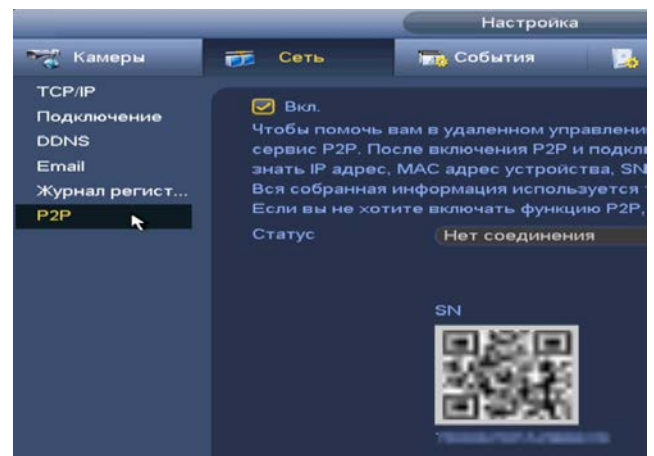 Настройка
Камеры
Сеть
События
TCP/IP
Подключение
DDNS
Email
Журнал регист...
P2P
Вкл.
Чтобы помочь вам в удаленном управлени
сервис P2P. После включения P2P и подкл
знать IP адрес, MAC адрес устройства, SN
Вся собранная информация используется
Если вы не хотите включать функцию P2P,
Статус
Нет соединения
SN